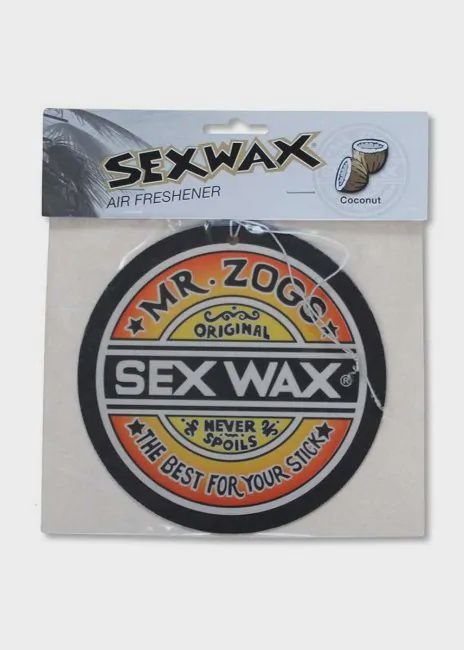 SEXWAX®
AIR FRESHENER
Coconut
MR. ZOGS
ORIGINAL
SEX WAX®
NEVER
SPOILS
THE BEST FOR YOUR STICK